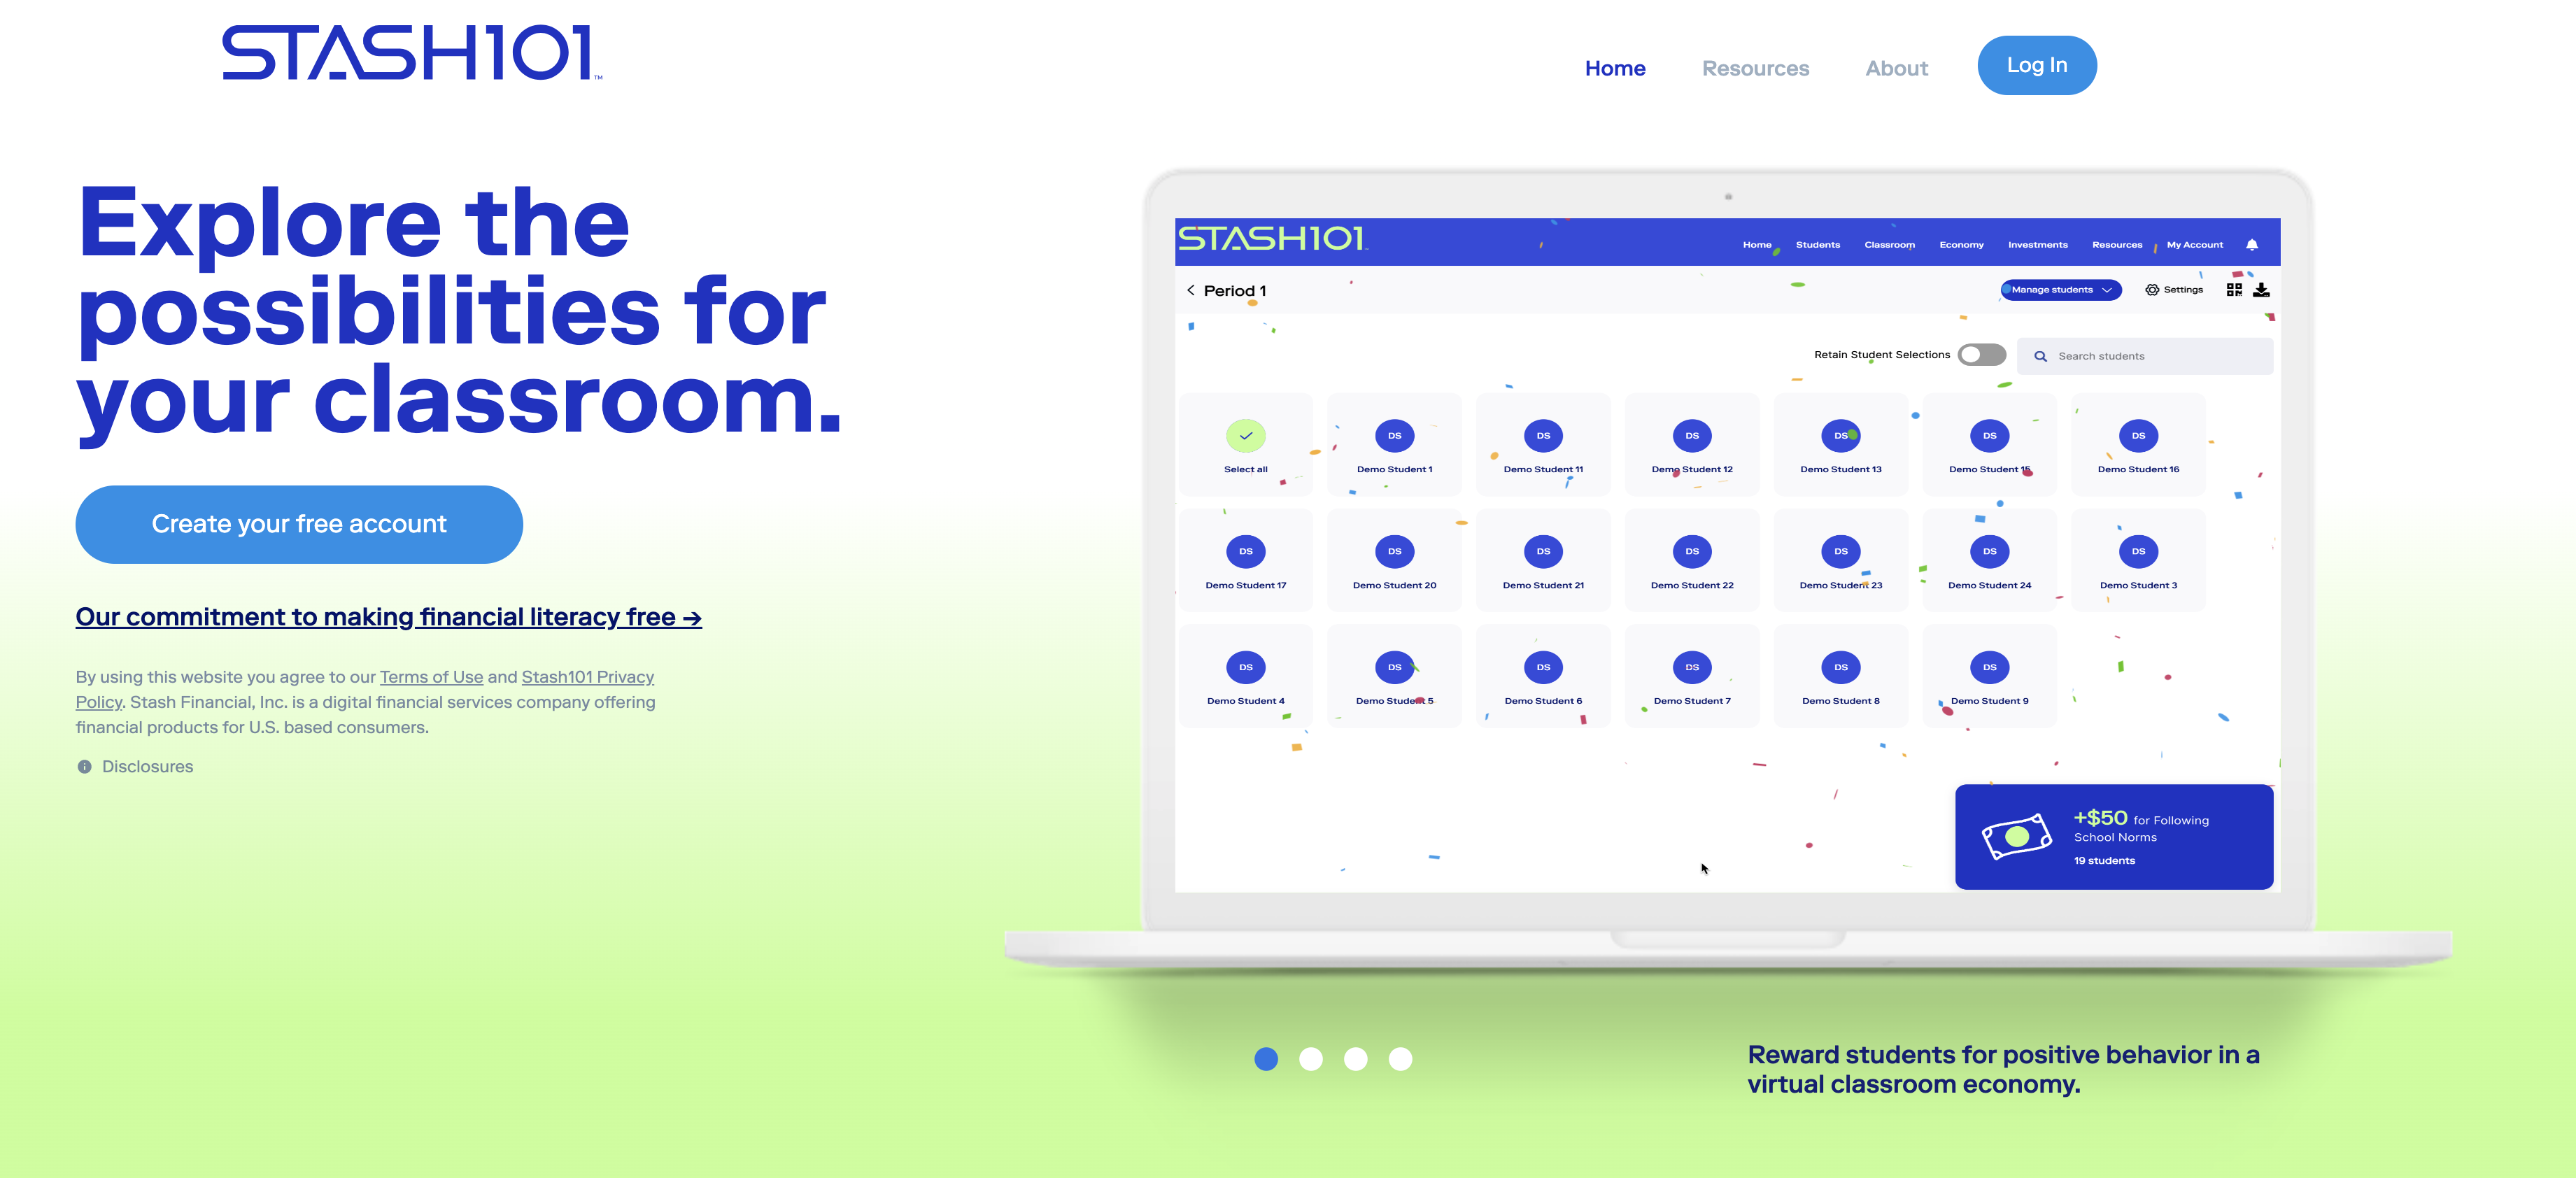 STASH101™
Home
Resources
About
Log In
Explore the
possibilities for
your classroom.
Create your free account
Our commitment to making financial literacy free →
By using this website you agree to our Terms of Use and Stash101 Privacy
Policy. Stash Financial, Inc. is a digital financial services company offering
financial products for U.S. based consumers.
Disclosures
STASH101
Home
Students
Classroom
Economy
Investments
Resources
My Account
Period 1
Manage students
Settings
Retain Student Selections
Search students
DS
DS
DS
DS
DS
DS
Select all
Demo Student 1
Demo Student 11
Demo Student 12
Demo Student 13
Demo Student 15
Demo Student 16
DS
DS
DS
DS
DS
DS
DS
Demo Student 17
Demo Student 20
Demo Student 21
Demo Student 22
Demo Student 23
Demo Student 24
Demo Student 3
DS
DS
DS
DS
DS
DS
Demo Student 4
Demo Student 5
Demo Student 6
Demo Student 7
Demo Student 8
Demo Student 9
+$50 for Following
School Norms
19 students
Reward students for positive behavior in a
virtual classroom economy.